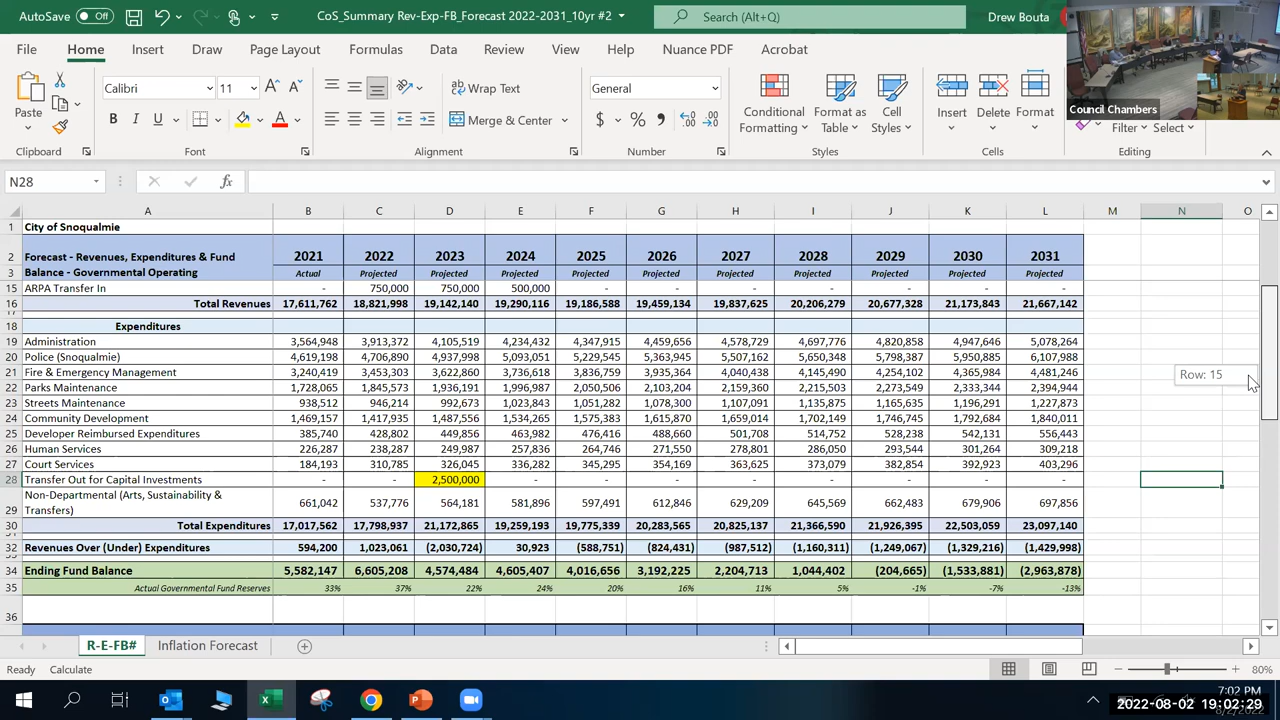 AutoSave Off CoS_Summary Rev-Exp-FB_Forecast 2022-2031_10yr #2 Search (Alt+Q) Drew Bouta
File Home Insert Draw Page Layout Formulas Data Review View Help Nuance PDF Acrobat
Council Chambers
Calibri 11 Wrap Text General
Paste B I U A Merge & Center $ % Conditional Formatting Format as Table Cell Styles Insert Delete Format Filter Select
Clipboard Font Alignment Number Styles Cells Editing
N28 fx
A B C D E F G H I J K L M N O
1 City of Snoqualmie
2 Forecast - Revenues, Expenditures & Fund 2021 2022 2023 2024 2025 2026 2027 2028 2029 2030 2031
3 Balance - Governmental Operating Actual Projected Projected Projected Projected Projected Projected Projected Projected Projected Projected
15 ARPA Transfer In - 750,000 750,000 500,000 - - - - - - -
16 Total Revenues 17,611,762 18,821,998 19,142,140 19,290,116 19,186,588 19,459,134 19,837,625 20,206,279 20,677,328 21,173,843 21,667,142
18 Expenditures
19 Administration 3,564,948 3,913,372 4,105,519 4,234,432 4,347,915 4,459,656 4,578,729 4,697,776 4,820,858 4,947,646 5,078,264
20 Police (Snoqualmie) 4,619,198 4,706,890 4,937,998 5,093,051 5,229,545 5,363,945 5,507,162 5,650,348 5,798,387 5,950,885 6,107,988
21 Fire & Emergency Management 3,240,419 3,453,103 3,622,860 3,736,618 3,836,759 3,935,364 4,040,438 4,145,490 4,254,102 4,365,984 4,481,246
Row: 15
22 Parks Maintenance 1,728,065 1,845,573 1,936,191 1,996,987 2,050,506 2,103,204 2,159,360 2,215,503 2,273,549 2,333,344 2,394,944
23 Streets Maintenance 938,512 946,214 992,673 1,023,843 1,051,282 1,078,300 1,107,091 1,135,875 1,165,635 1,196,291 1,227,873
24 Community Development 1,469,157 1,417,935 1,487,556 1,534,265 1,575,383 1,615,870 1,659,014 1,702,149 1,746,745 1,792,684 1,840,011
25 Developer Reimbursed Expenditures 385,740 428,802 449,856 463,982 476,416 488,660 501,708 514,752 528,238 542,131 556,443
26 Human Services 226,287 238,287 249,987 257,836 264,746 271,550 278,801 286,050 293,544 301,264 309,218
27 Court Services 184,193 310,785 326,045 336,282 345,295 354,169 363,625 373,079 382,854 392,923 403,296
28 Transfer Out for Capital Investments - - 2,500,000 - - - - - - - -
29 Non-Departmental (Arts, Sustainability & Transfers) 661,042 537,776 564,181 581,896 597,491 612,846 629,209 645,569 662,483 679,906 697,856
30 Total Expenditures 17,017,562 17,798,937 21,172,865 19,259,193 19,775,339 20,283,565 20,825,137 21,366,590 21,926,395 22,503,059 23,097,140
32 Revenues Over (Under) Expenditures 594,200 1,023,061 (2,030,724) 30,923 (588,751) (824,431) (987,512) (1,160,311) (1,249,067) (1,329,216) (1,429,998)
34 Ending Fund Balance 5,582,147 6,605,208 4,574,484 4,605,407 4,016,656 3,192,225 2,204,713 1,044,402 (204,665) (1,533,881) (2,963,878)
35 Actual Governmental Fund Reserves 33% 37% 22% 24% 20% 16% 11% 5% -1% -7% -13%
36
R-E-FB# Inflation Forecast
Ready Calculate 80%
7:02 PM
2022-08-02 19:02:29